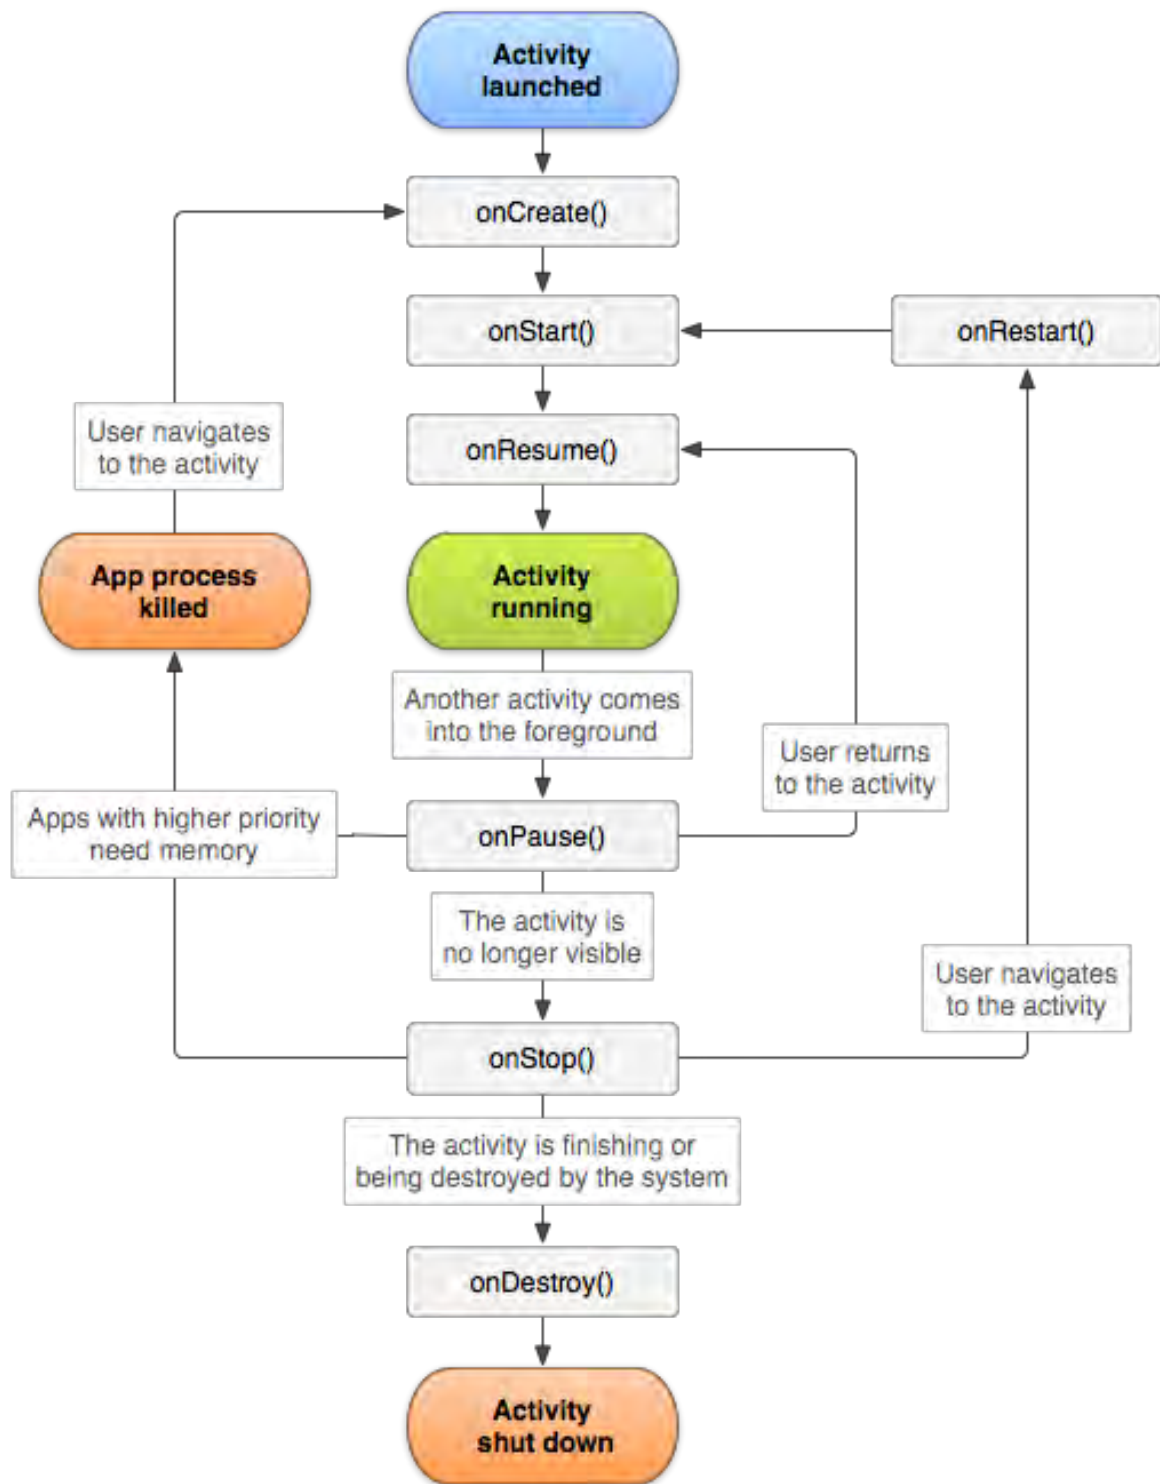 Activity
launched
onCreate()
onStart()
onRestart()
User navigates
to the activity
onResume()
App process
killed
Activity
running
Another activity comes
into the foreground
User returns
to the activity
Apps with higher priority
need memory
onPause()
The activity is
no longer visible
User navigates
to the activity
onStop()
The activity is finishing or
being destroyed by the system
onDestroy()
Activity
shut down